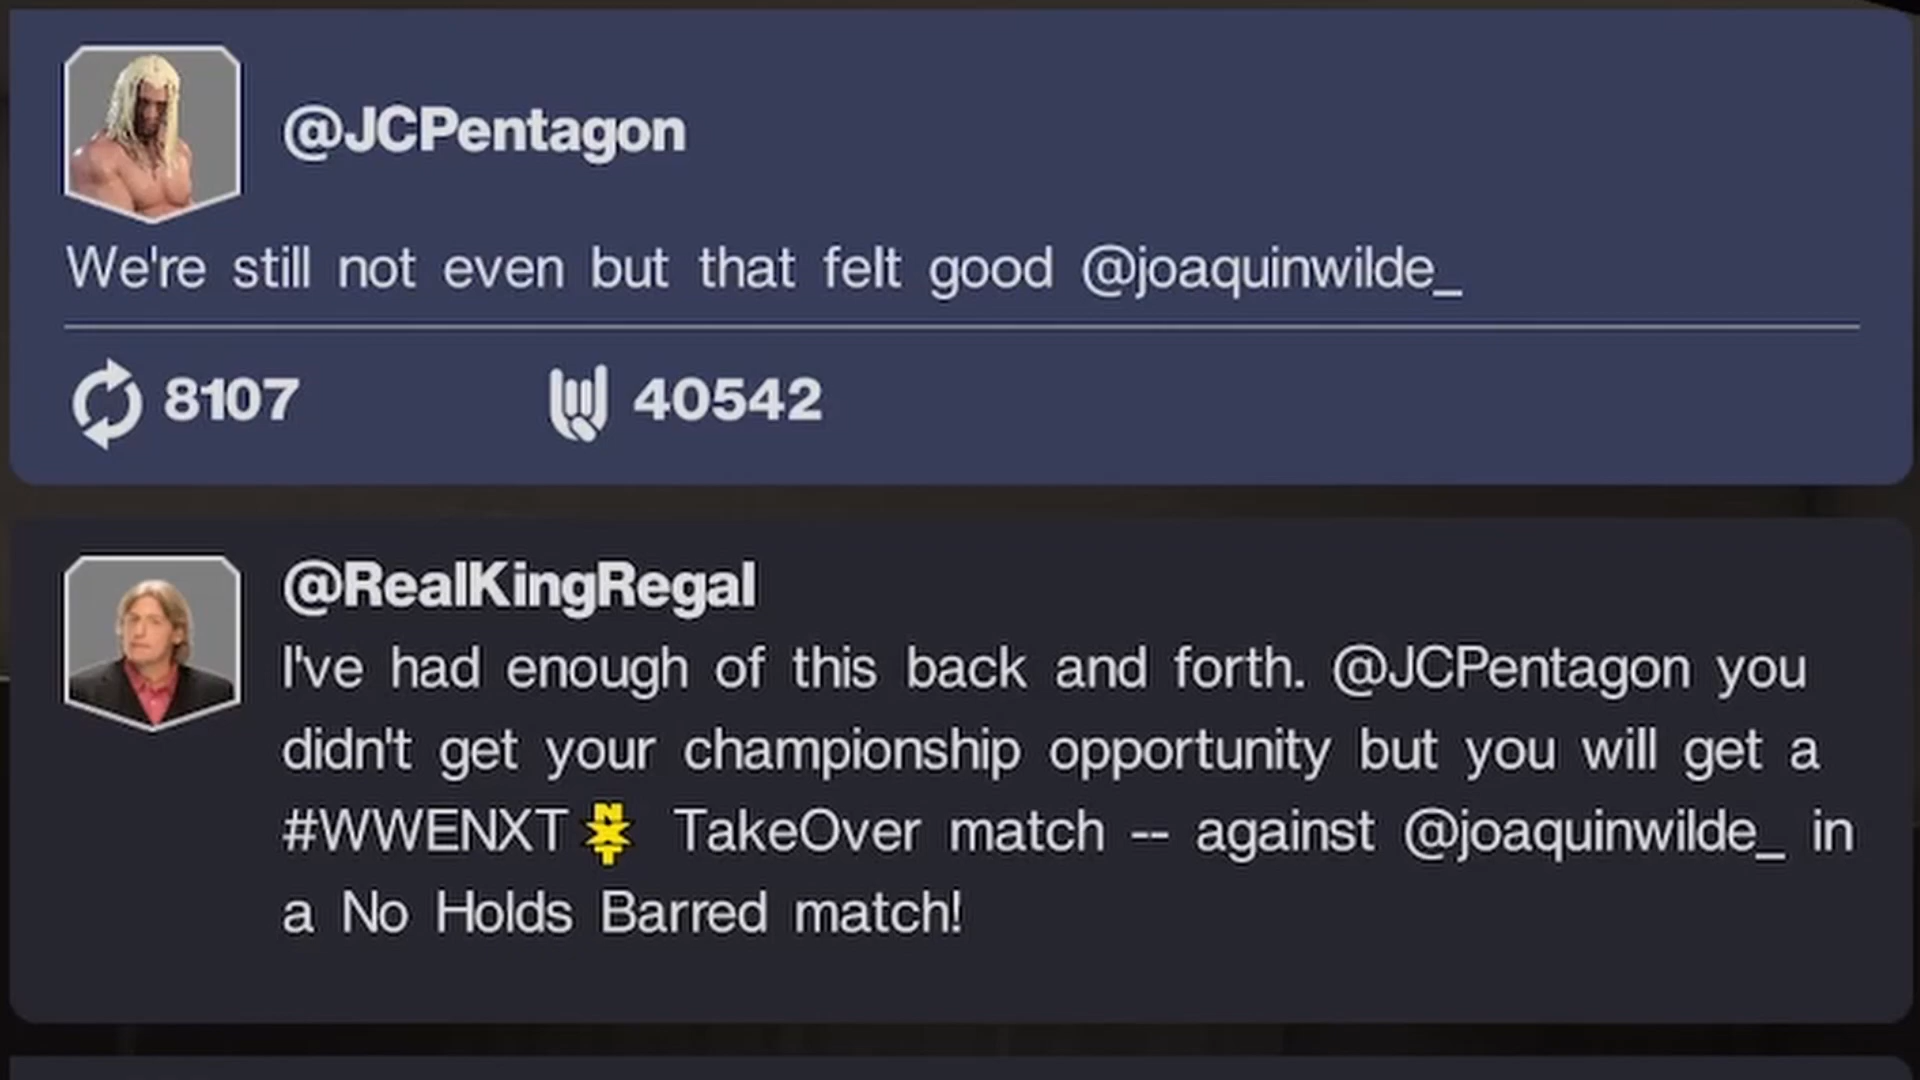 @JCPentagon
We're still not even but that felt good @joaquinwilde_
8107 40542
@RealKingRegal
I've had enough of this back and forth. @JCPentagon you
didn't get your championship opportunity but you will get a
#WWENXT NXT TakeOver match -- against @joaquinwilde_ in
a No Holds Barred match!